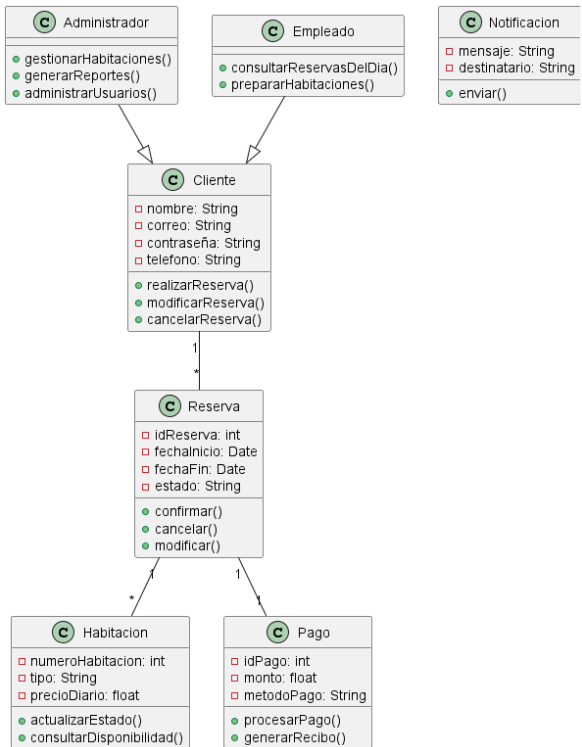 C Administrador
gestionarHabitaciones()
generarReportes()
administrarUsuarios()
C Empleado
consultarReservasDelDia()
prepararHabitaciones()
C Notificacion
mensaje: String
destinatario: String
enviar()
C Cliente
nombre: String
correo: String
contraseña: String
telefono: String
realizarReserva()
modificarReserva()
cancelarReserva()
1
*
C Reserva
idReserva: int
fechaInicio: Date
fechaFin: Date
estado: String
confirmar()
cancelar()
modificar()
1
*
1
1
C Habitacion
numeroHabitacion: int
tipo: String
precioDiario: float
actualizarEstado()
consultarDisponibilidad()
C Pago
idPago: int
monto: float
metodoPago: String
procesarPago()
generarRecibo()